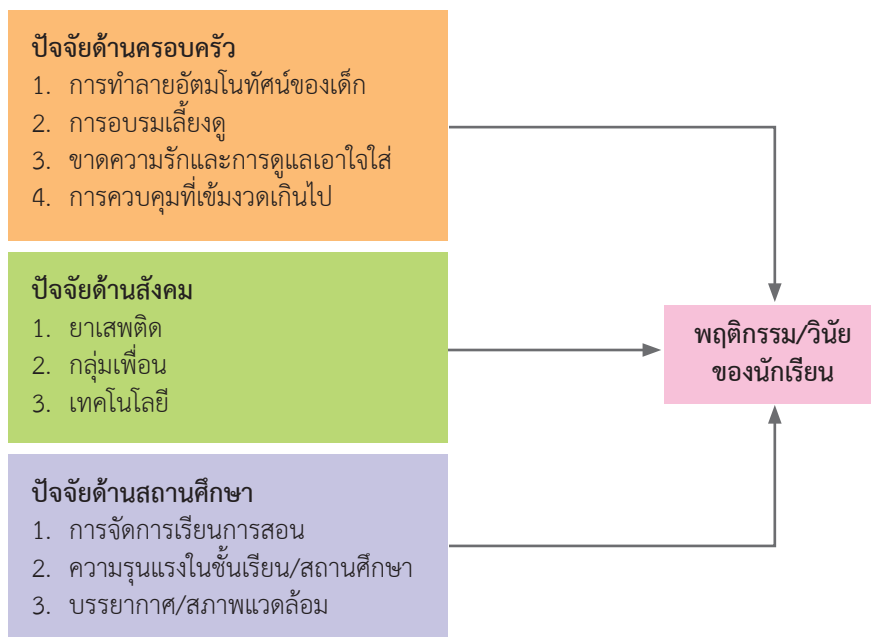 ปัจจัยด้านครอบครัว
1. การทำลายอัตมโนทัศน์ของเด็ก
2. การอบรมเลี้ยงดู
3. ขาดความรักและการดูแลเอาใจใส่
4. การควบคุมที่เข้มงวดเกินไป
ปัจจัยด้านสังคม
1. ยาเสพติด
2. กลุ่มเพื่อน
3. เทคโนโลยี
ปัจจัยด้านสถานศึกษา
1. การจัดการเรียนการสอน
2. ความรุนแรงในชั้นเรียน/สถานศึกษา
3. บรรยากาศ/สภาพแวดล้อม
พฤติกรรม/วินัย
ของนักเรียน